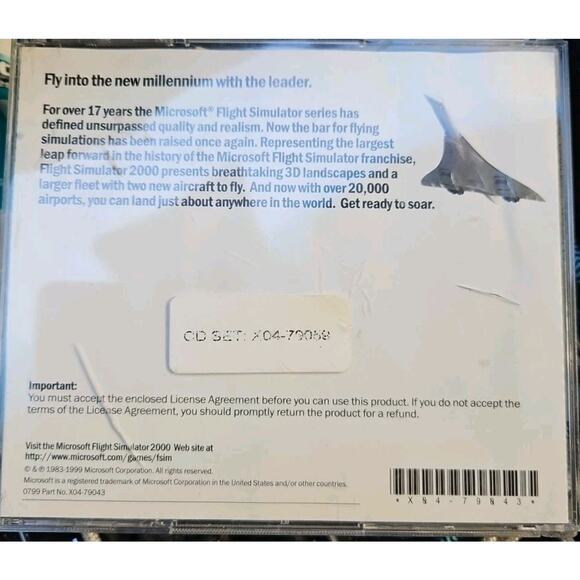 Fly into the new millennium with the leader.
For over 17 years the Microsoft® Flight Simulator series has
defined unsurpassed quality and realism. Now the bar for flying
simulations has been raised once again. Representing the largest
leap forward in the history of the Microsoft Flight Simulator franchise,
Flight Simulator 2000 presents breathtaking 3D landscapes and a
larger fleet with two new aircraft to fly. And now with over 20,000
airports, you can land just about anywhere in the world. Get ready to soar.
CD SET: X04-79068
Important:
You must accept the enclosed License Agreement before you can use this product. If you do not accept the
terms of the License Agreement, you should promptly return the product for a refund.
Visit the Microsoft Flight Simulator 2000 Web site at
http://www.microsoft.com/games/fsim
© & ℗ 1983-1999 Microsoft Corporation. All rights reserved.
Microsoft is a registered trademark of Microsoft Corporation in the United States and/or other countries.
0799 Part No. X04-79043
*X04-79043*